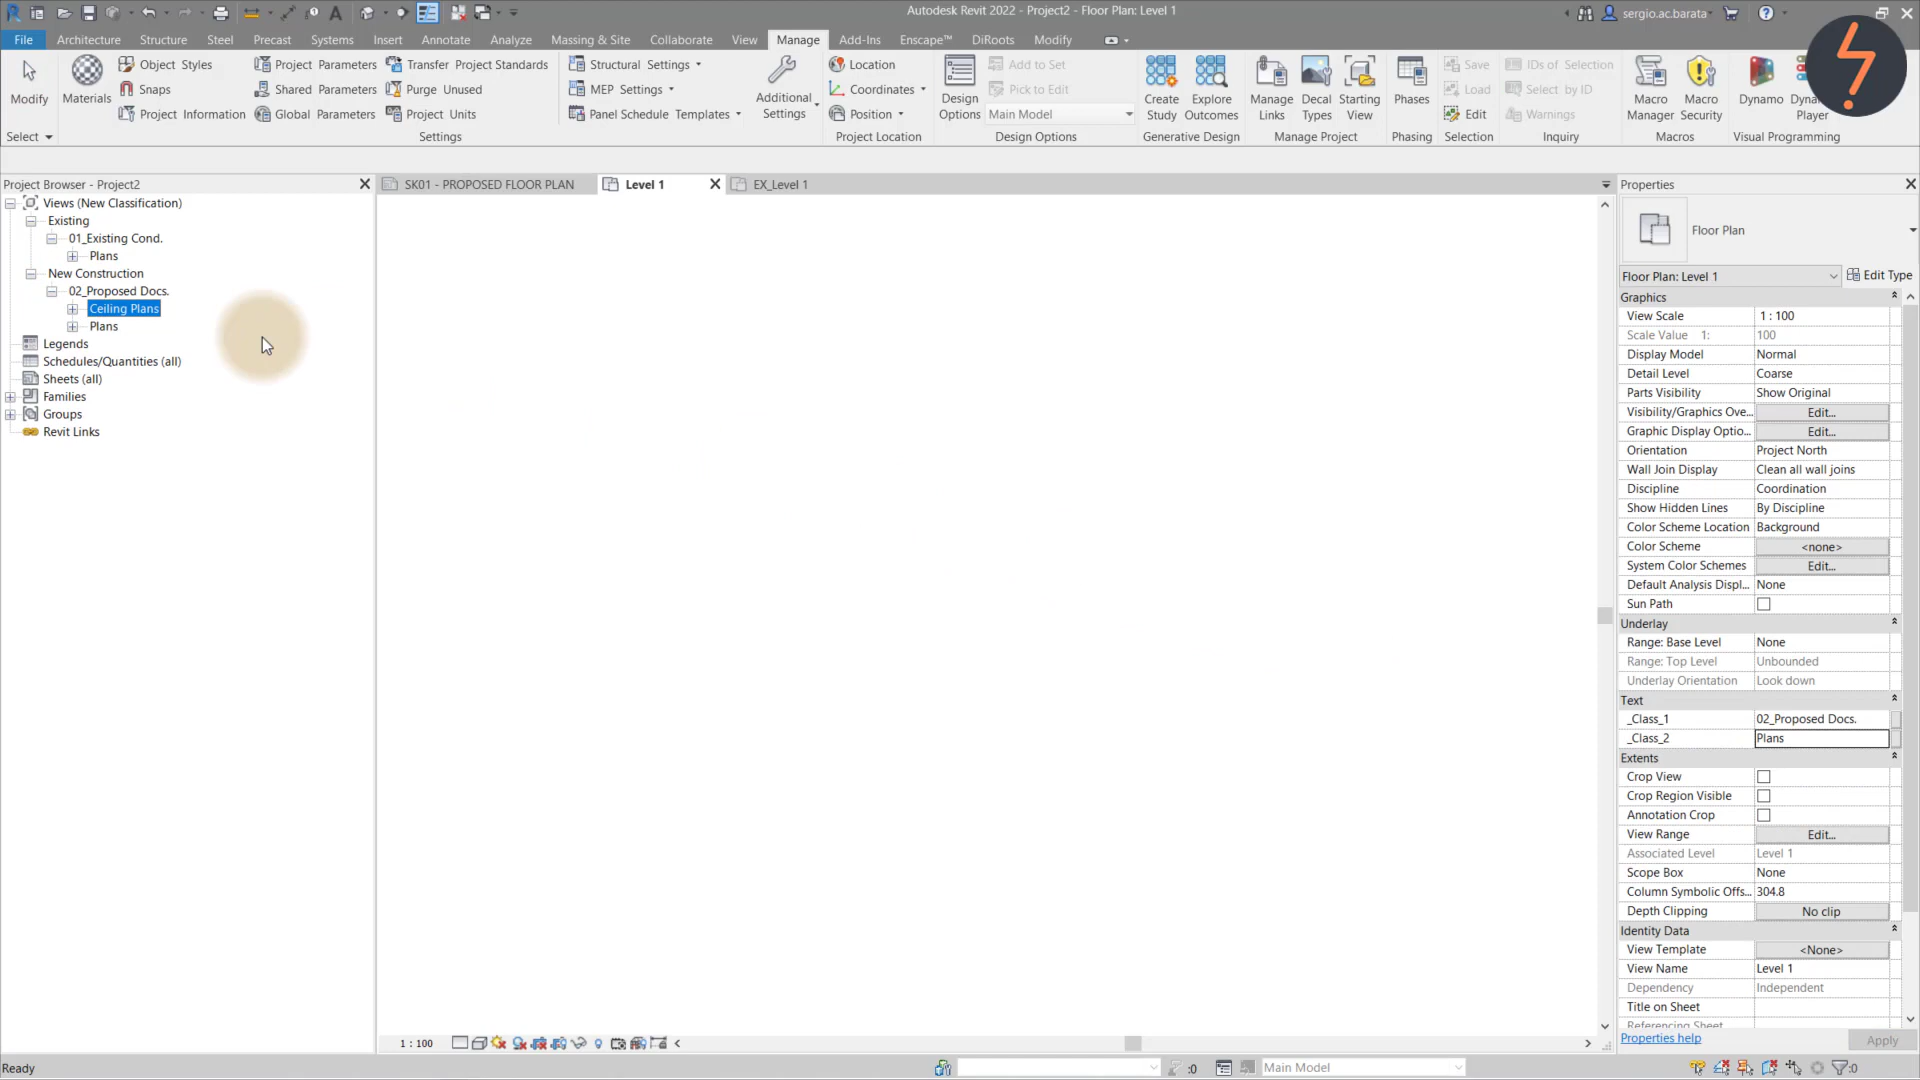 Autodesk Revit 2022 - Project2 - Floor Plan: Level 1
sergio.ac.barata
File Architecture Structure Steel Precast Systems Insert Annotate Analyze Massing & Site Collaborate View Manage Add-Ins Enscape™ DiRoots Modify
Modify
Select
Materials
Object Styles
Snaps
Project Information
Project Parameters
Shared Parameters
Global Parameters
Transfer Project Standards
Purge Unused
Project Units
Structural Settings
MEP Settings
Panel Schedule Templates
Additional Settings
Settings
Location
Coordinates
Position
Project Location
Design Options
Add to Set
Pick to Edit
Main Model
Design Options
Create Study
Explore Outcomes
Generative Design
Manage Links
Decal Types
Starting View
Manage Project
Phases
Phasing
Save
Load
Edit
Selection
IDs of Selection
Select by ID
Warnings
Inquiry
Macro Manager
Macro Security
Macros
Dynamo
Player
Visual Programming
Project Browser - Project2
Views (New Classification)
Existing
01_Existing Cond.
Plans
New Construction
02_Proposed Docs.
Ceiling Plans
Plans
Legends
Schedules/Quantities (all)
Sheets (all)
Families
Groups
Revit Links
SK01 - PROPOSED FLOOR PLAN
Level 1
EX_Level 1
Properties
Floor Plan
Floor Plan: Level 1 Edit Type
Graphics
View Scale 1 : 100
Scale Value 1: 100
Display Model Normal
Detail Level Coarse
Parts Visibility Show Original
Visibility/Graphics Ove... Edit...
Graphic Display Optio... Edit...
Orientation Project North
Wall Join Display Clean all wall joins
Discipline Coordination
Show Hidden Lines By Discipline
Color Scheme Location Background
Color Scheme <none>
System Color Schemes Edit...
Default Analysis Displ... None
Sun Path
Underlay
Range: Base Level None
Range: Top Level Unbounded
Underlay Orientation Look down
Text
_Class_1 02_Proposed Docs.
_Class_2 Plans
Extents
Crop View
Crop Region Visible
Annotation Crop
View Range Edit...
Associated Level Level 1
Scope Box None
Column Symbolic Offs... 304.8
Depth Clipping No clip
Identity Data
View Template <None>
View Name Level 1
Dependency Independent
Title on Sheet
Referencing Sheet
Properties help Apply
1 : 100
Ready
:0
Main Model
:0